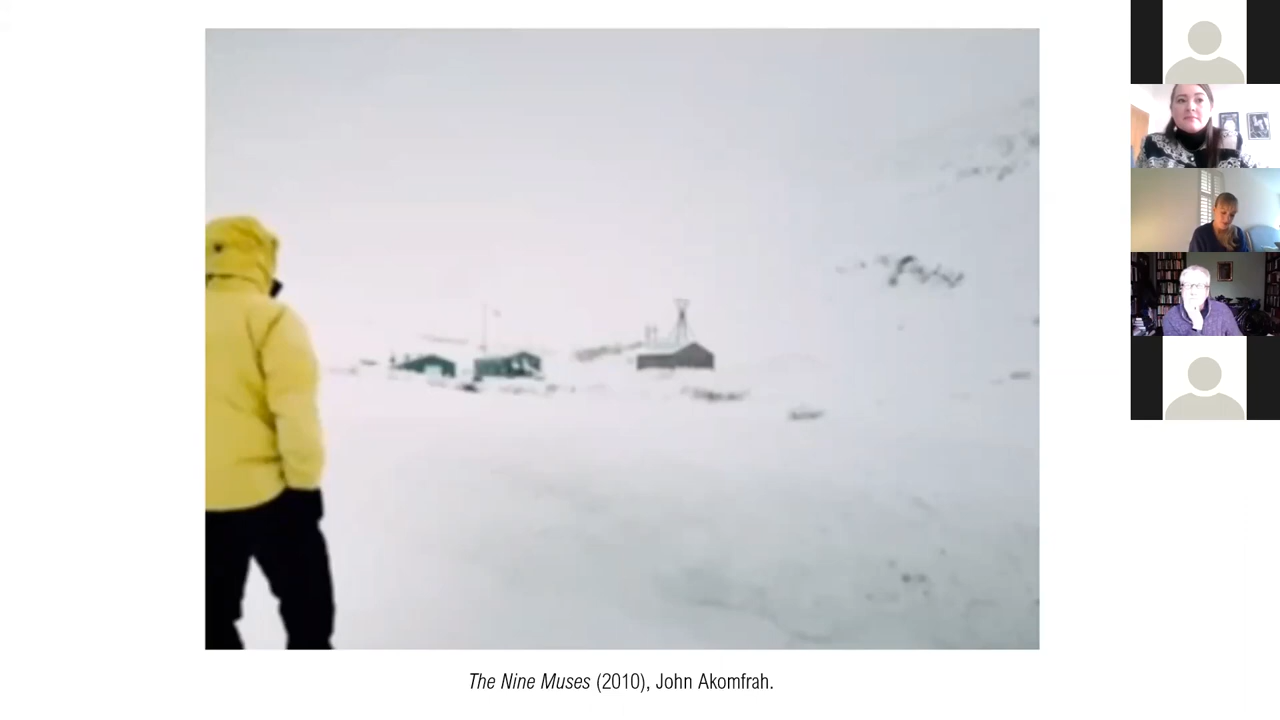 The Nine Muses (2010), John Akomfrah.